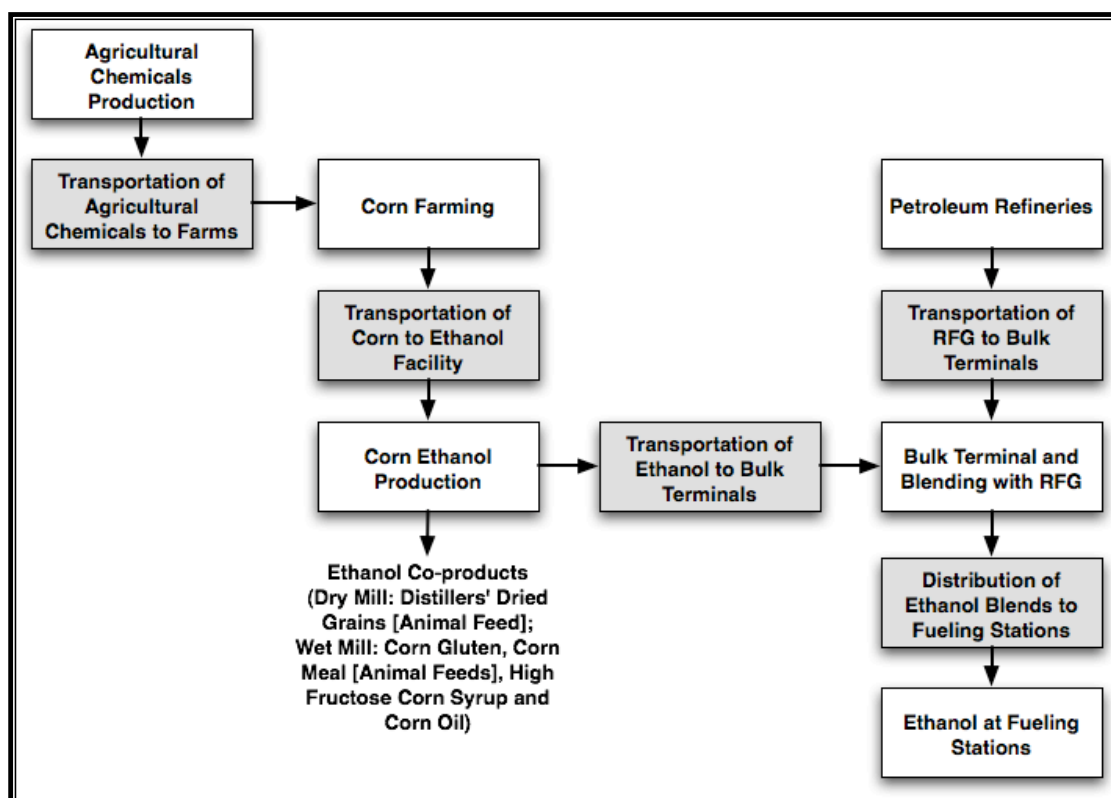 Agricultural
Chemicals
Production
Transportation of
Agricultural
Chemicals to Farms
Corn Farming
Petroleum Refineries
Transportation of
Corn to Ethanol
Facility
Transportation of
RFG to Bulk
Terminals
Corn Ethanol
Production
Transportation of
Ethanol to Bulk
Terminals
Bulk Terminal and
Blending with RFG
Ethanol Co-products
(Dry Mill: Distillers' Dried
Grains [Animal Feed];
Wet Mill: Corn Gluten, Corn
Meal [Animal Feeds], High
Fructose Corn Syrup and
Corn Oil)
Distribution of
Ethanol Blends to
Fueling Stations
Ethanol at Fueling
Stations